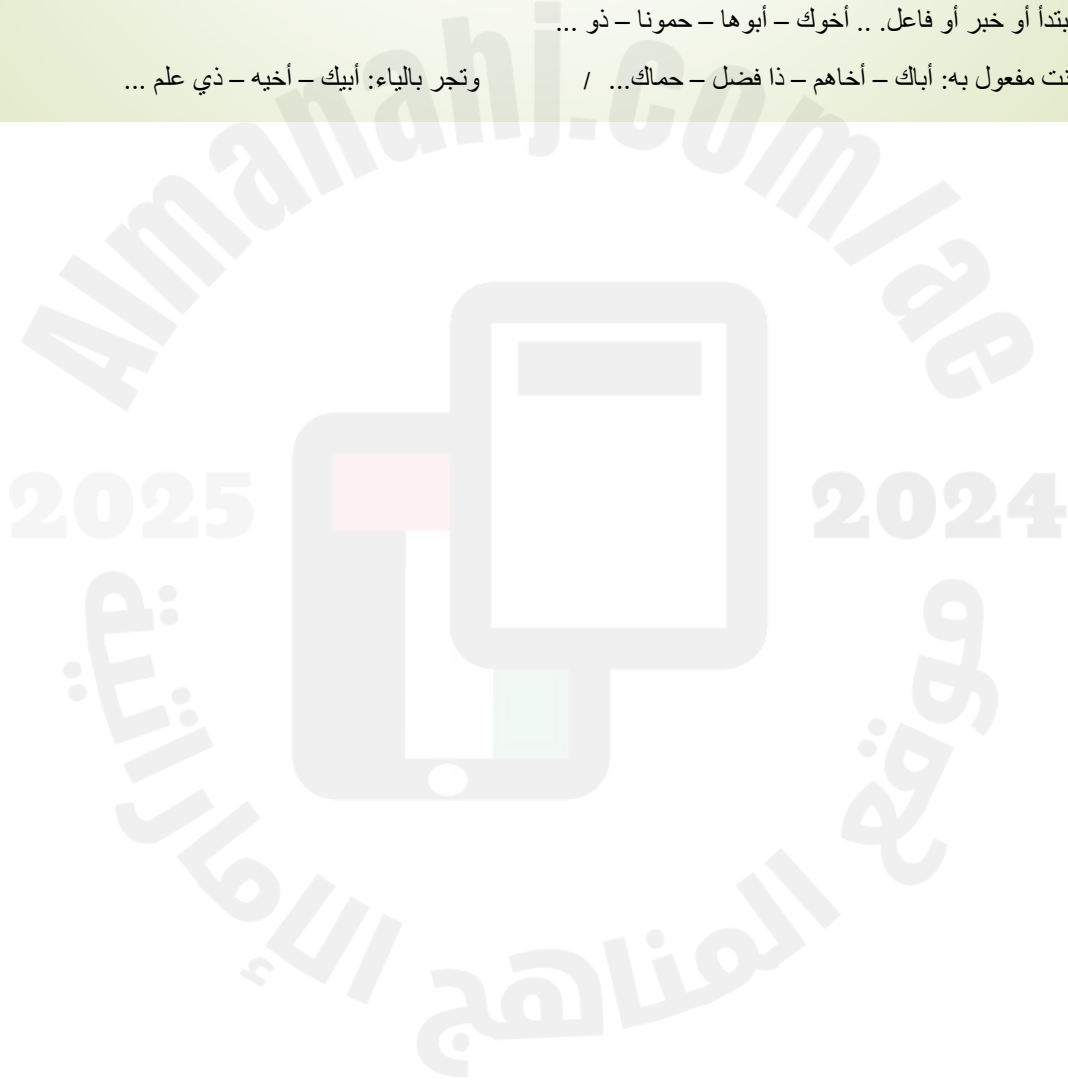 بتدأ أو خبر أو فاعل. .. أخوك – أبوها – حمونا – ذو ...
نت مفعول به: أباك – أخاهم – ذا فضل – حماك... / وتجر بالياء: أبيك – أخيه – ذي علم ...
Almanahj.com/ae
2025 2024
موقع المناهج الإماراتية